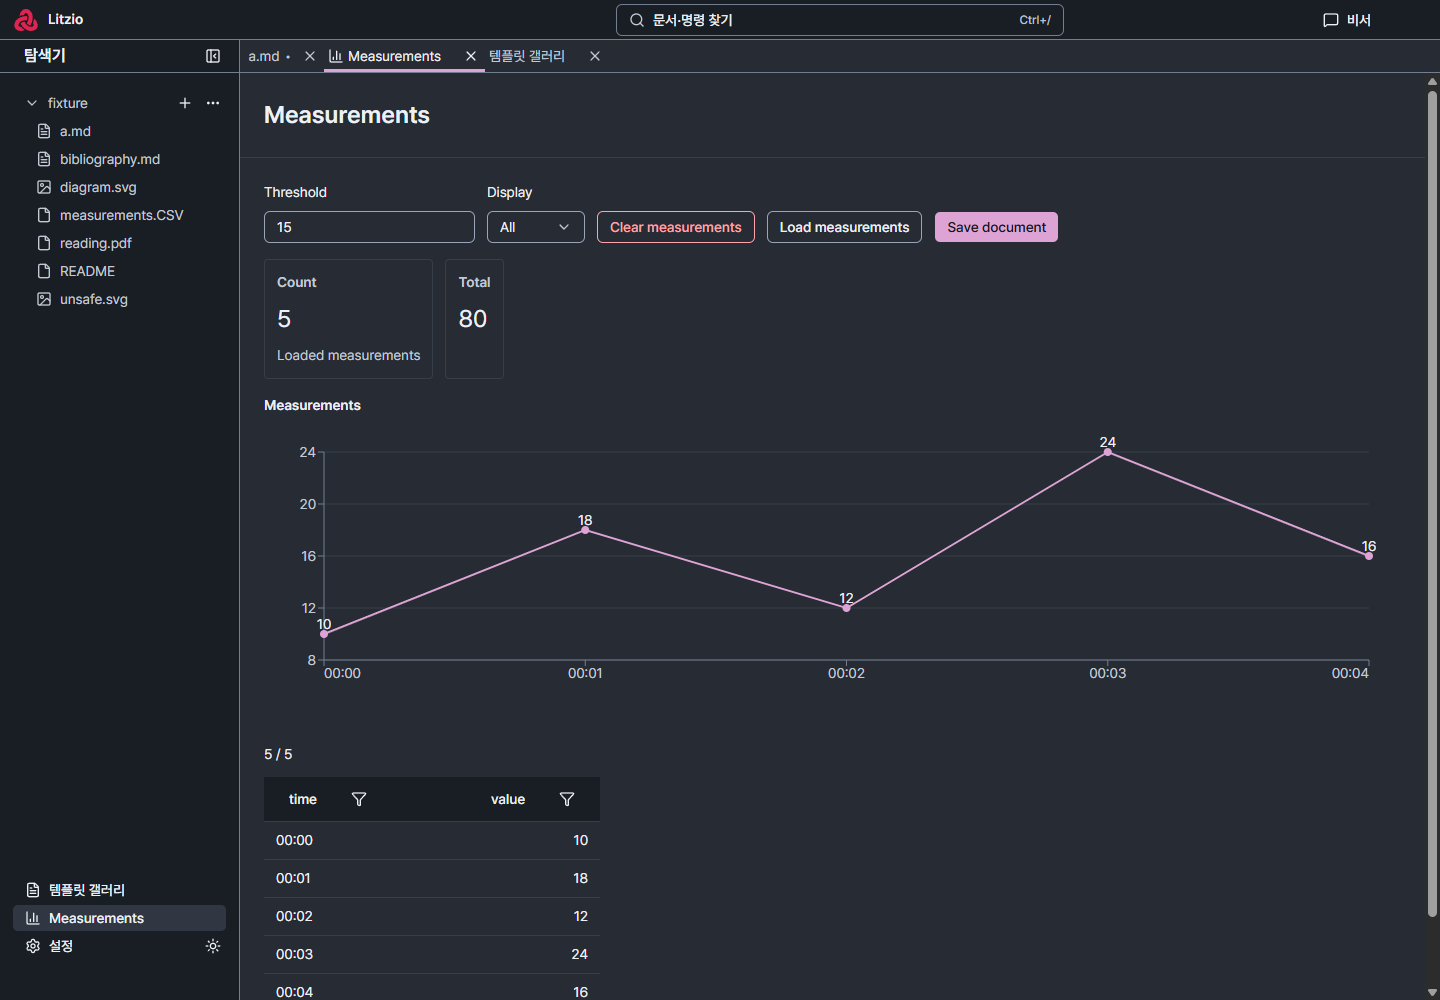 Litzio
문서·명령 찾기
Ctrl+/
비서
탐색기
a.md •
Measurements
템플릿 갤러리
fixture
a.md
bibliography.md
diagram.svg
measurements.CSV
reading.pdf
README
unsafe.svg
템플릿 갤러리
Measurements
설정
Measurements
Threshold
Display
15
All
Clear measurements
Load measurements
Save document
Count
5
Loaded measurements
Total
80
Measurements
24
20
16
12
8
10
18
12
24
16
00:00
00:01
00:02
00:03
00:04
5 / 5
time value
00:00 10
00:01 18
00:02 12
00:03 24
00:04 16